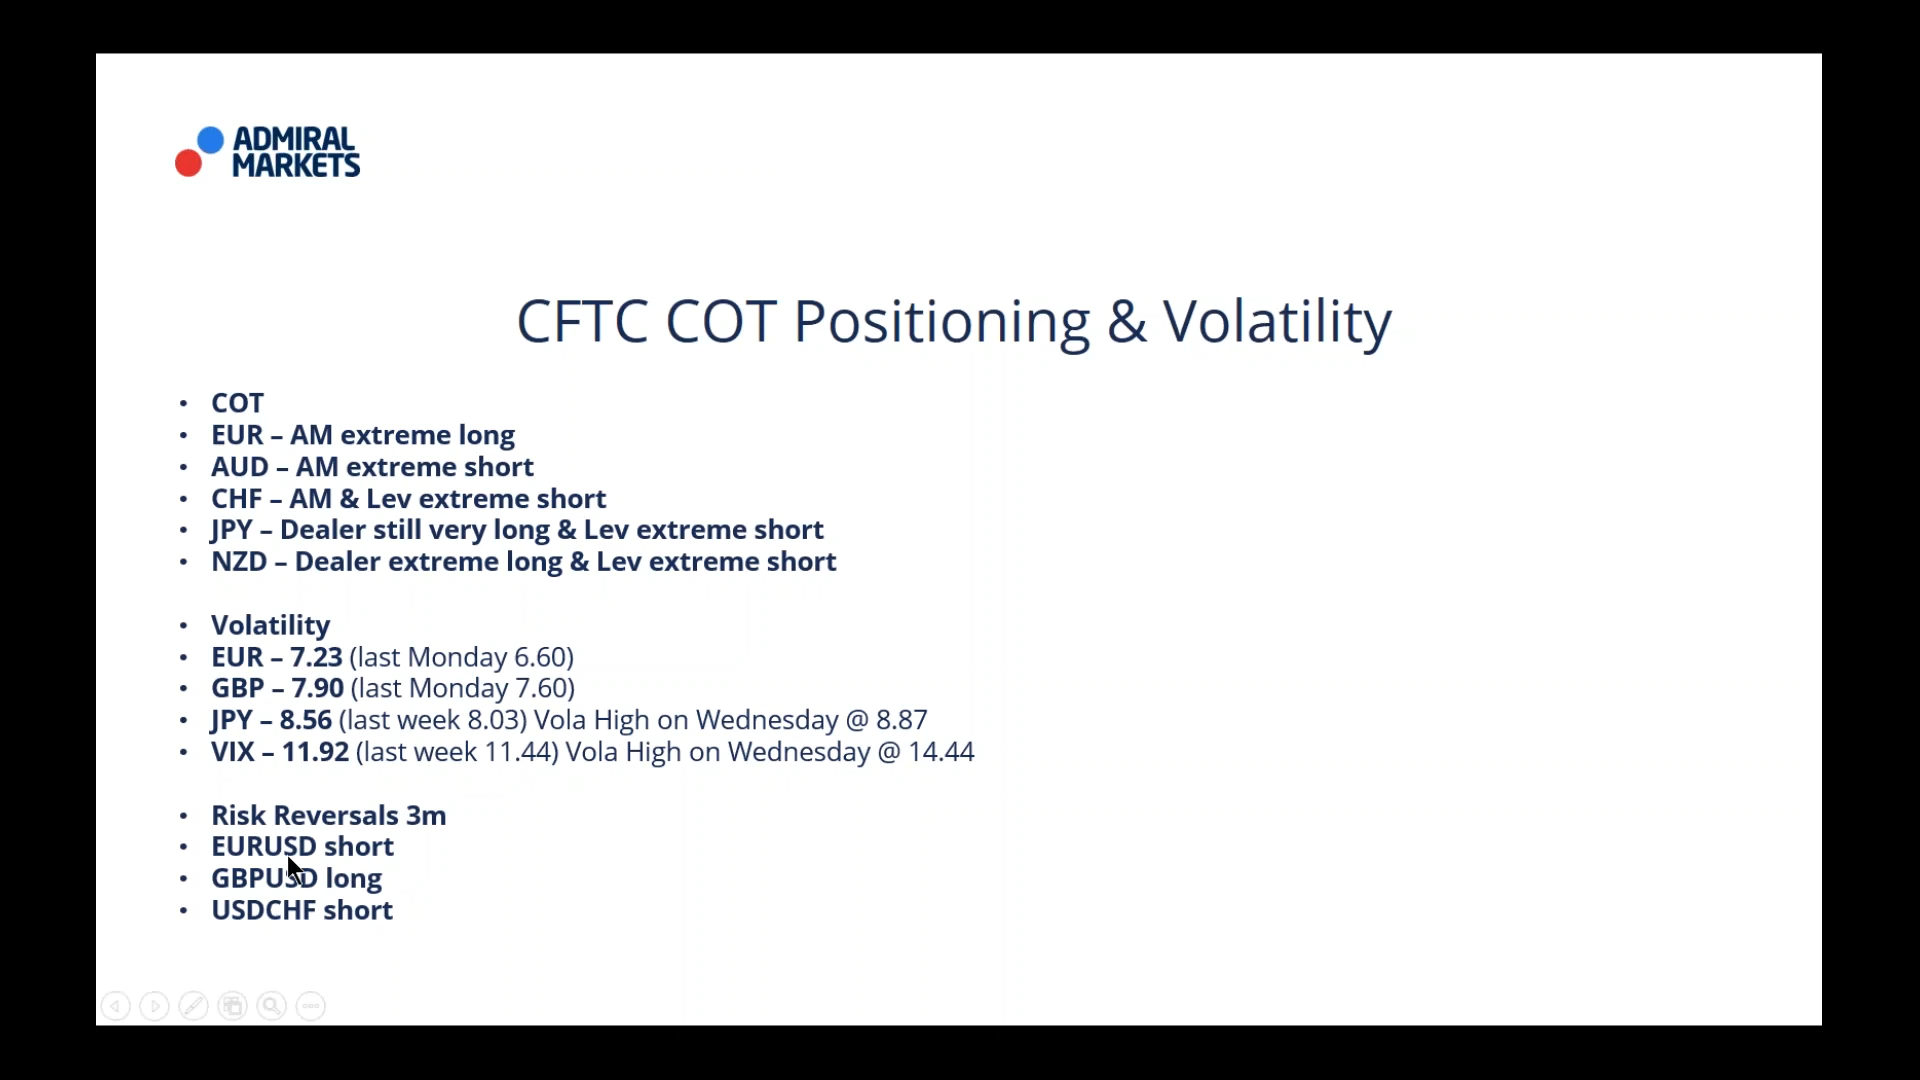 ADMIRAL
MARKETS
CFTC COT Positioning & Volatility
• COT
• EUR – AM extreme long
• AUD – AM extreme short
• CHF – AM & Lev extreme short
• JPY – Dealer still very long & Lev extreme short
• NZD – Dealer extreme long & Lev extreme short
• Volatility
• EUR – 7.23 (last Monday 6.60)
• GBP – 7.90 (last Monday 7.60)
• JPY – 8.56 (last week 8.03) Vola High on Wednesday @ 8.87
• VIX – 11.92 (last week 11.44) Vola High on Wednesday @ 14.44
• Risk Reversals 3m
• EURUSD short
• GBPUSD long
• USDCHF short